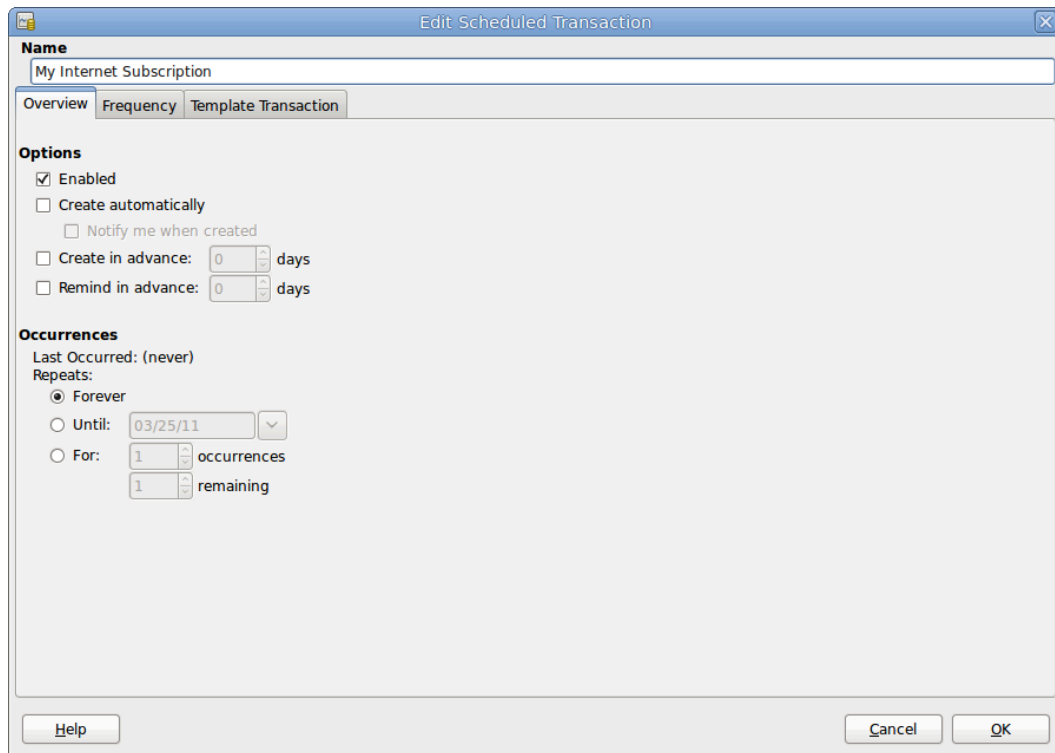 Edit Scheduled Transaction
Name
My Internet Subscription
Overview Frequency Template Transaction
Options
Enabled
Create automatically
Notify me when created
Create in advance: 0 days
Remind in advance: 0 days
Occurrences
Last Occurred: (never)
Repeats:
Forever
Until: 03/25/11
For: 1 occurrences
1 remaining
Help Cancel OK